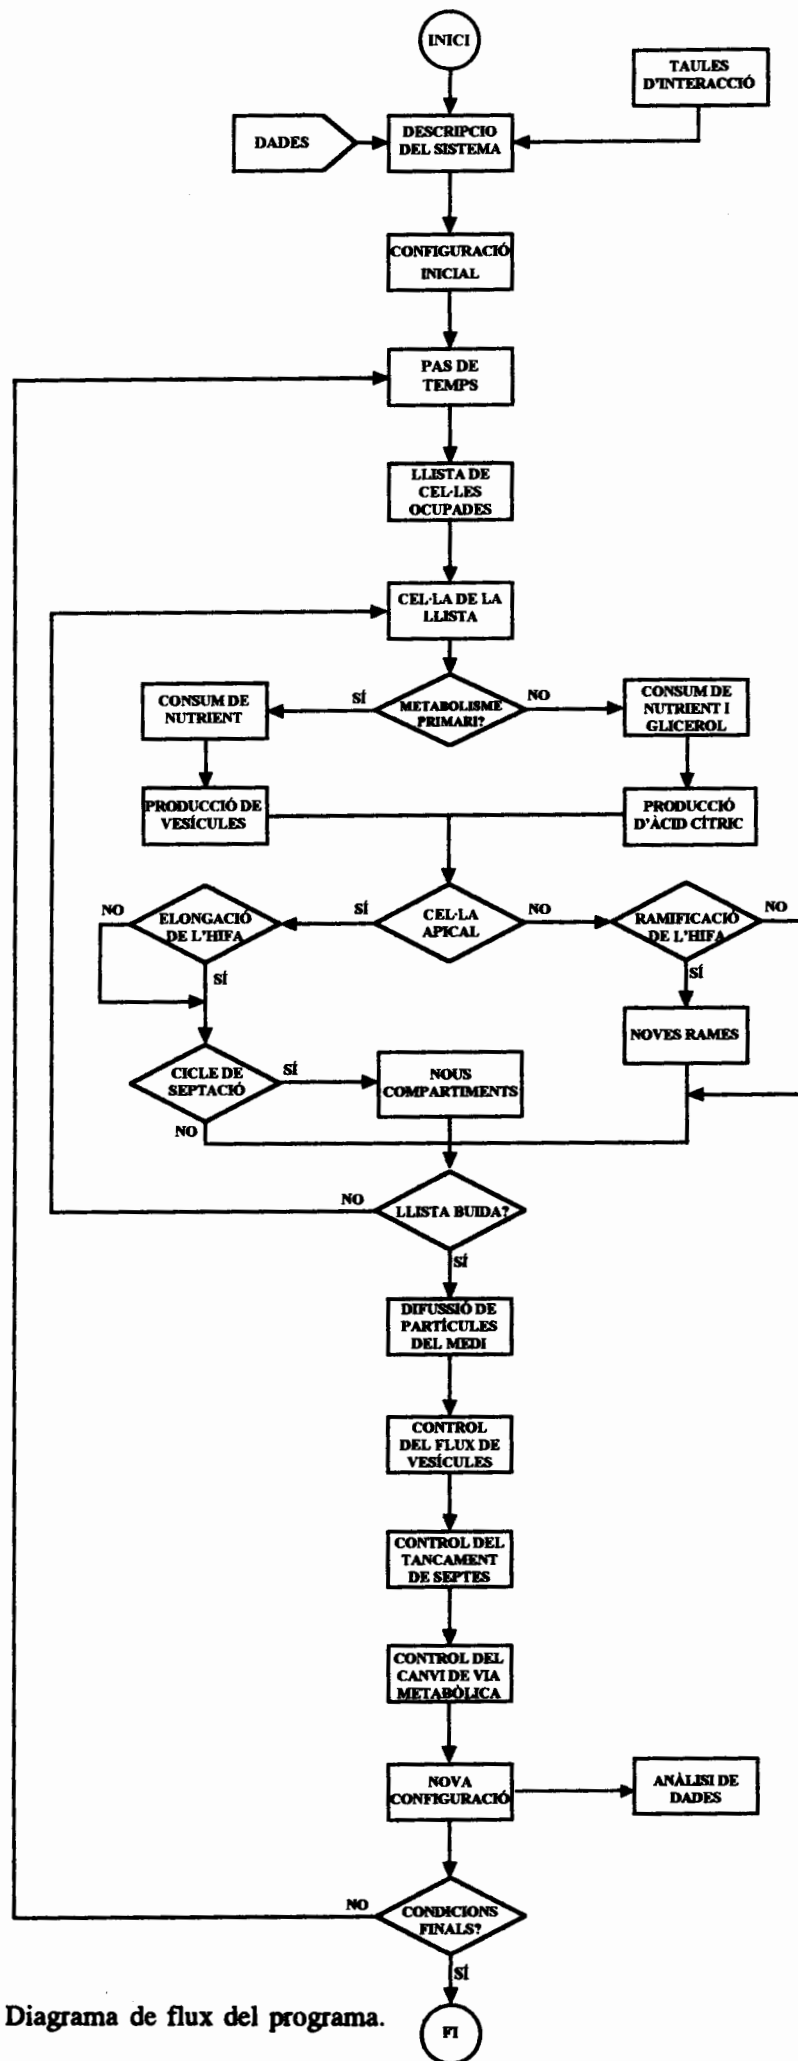 INICI
TAULES
D'INTERACCIÓ
DADES
DESCRIPCIO
DEL SISTEMA
CONFIGURACIÓ
INICIAL
PAS DE
TEMPS
LLISTA DE
CEL·LES
OCUPADES
CEL·LA DE LA
LLISTA
CONSUM DE
NUTRIENT
SÍ
METABOLISME
PRIMARI?
NO
CONSUM DE
NUTRIENT I
GLICEROL
PRODUCCIÓ DE
VESÍCULES
PRODUCCIÓ
D'ÀCID CÍTRIC
NO
ELONGACIÓ
DE L'HIFA
SÍ
CEL·LA
APICAL
NO
RAMIFICACIÓ
DE L'HIFA
NO
SÍ
SÍ
NOVES RAMES
CICLE DE
SEPTACIÓ
SÍ
NOUS
COMPARTIMENTS
NO
NO
LLISTA BUIDA?
SÍ
DIFUSSIÓ DE
PARTÍCULES
DEL MEDI
CONTROL
DEL FLUX DE
VESÍCULES
CONTROL DEL
TANCAMENT
DE SEPTES
CONTROL DEL
CANVI DE VIA
METABÒLICA
NOVA
CONFIGURACIÓ
ANÀLISI DE
DADES
NO
CONDICIONS
FINALS?
SÍ
Diagrama de flux del programa.
FI